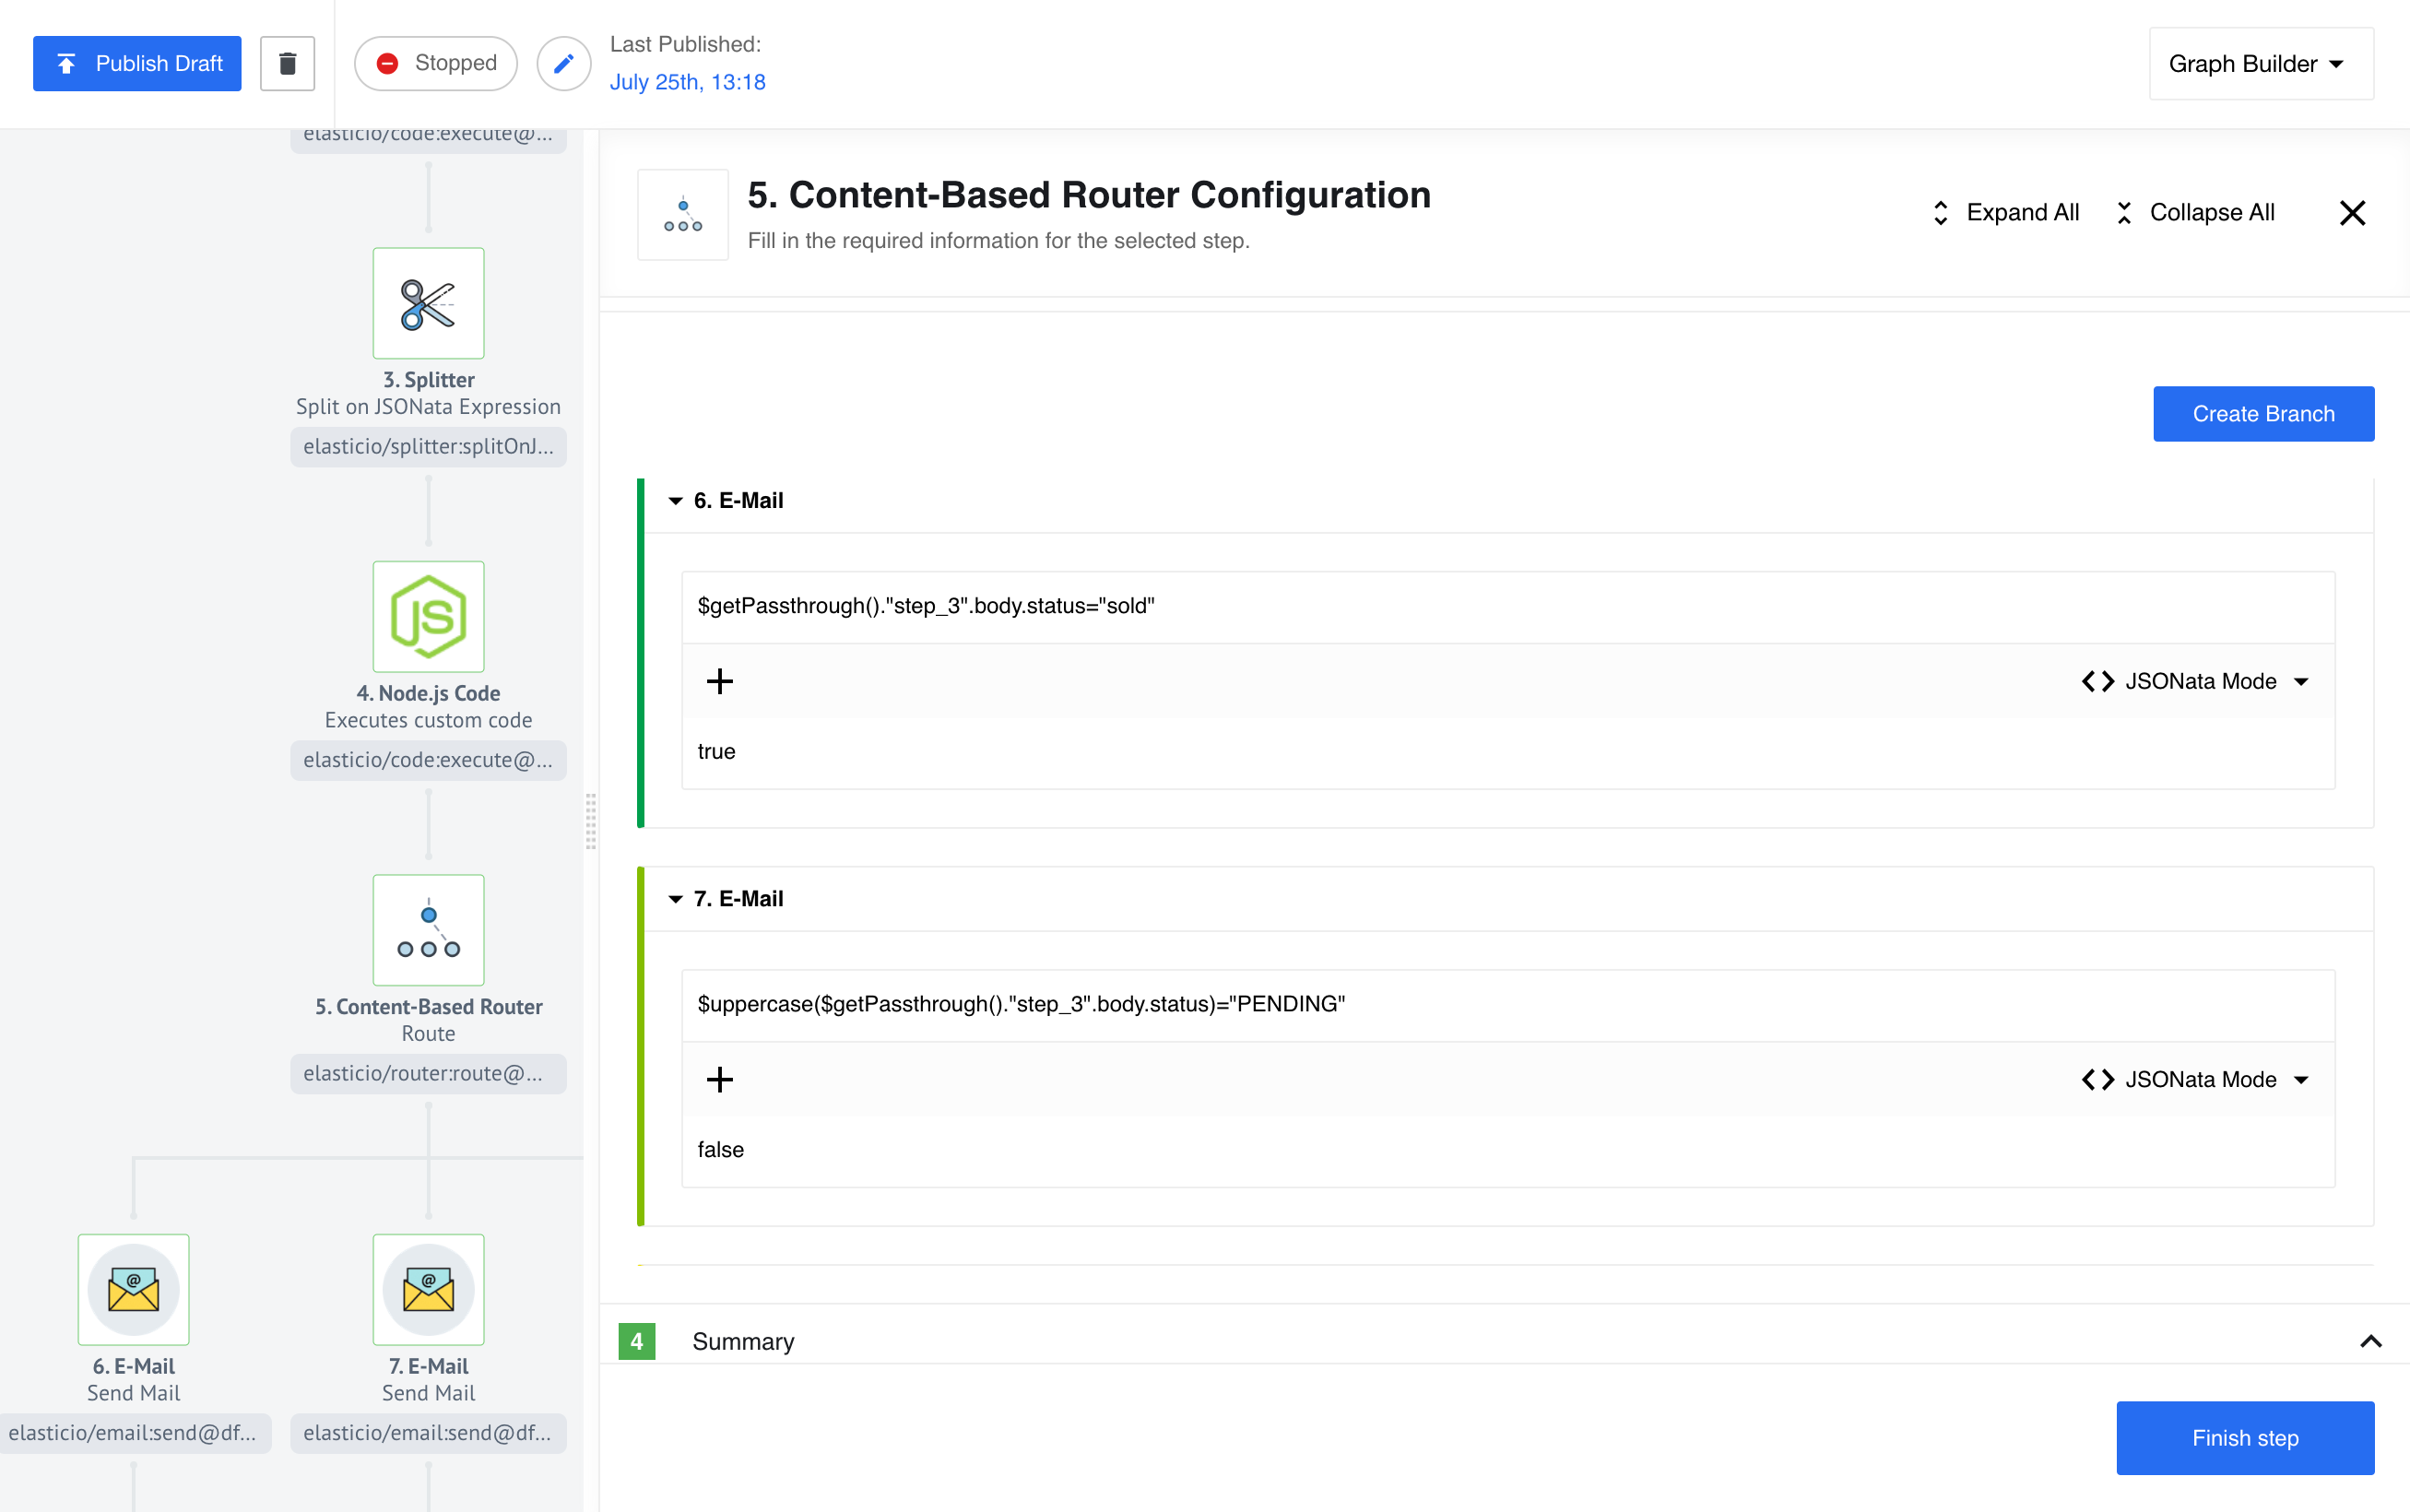 Publish Draft
Stopped
Last Published:
July 25th, 13:18
Graph Builder
elasticio/code:execute@...
3. Splitter
Split on JSONata Expression
elasticio/splitter:splitOnJ...
4. Node.js Code
Executes custom code
elasticio/code:execute@...
5. Content-Based Router
Route
elasticio/router:route@...
6. E-Mail
Send Mail
elasticio/email:send@df...
7. E-Mail
Send Mail
elasticio/email:send@df...
5. Content-Based Router Configuration
Fill in the required information for the selected step.
Expand All
Collapse All
Create Branch
6. E-Mail
$getPassthrough()."step_3".body.status="sold"
JSONata Mode
true
7. E-Mail
$uppercase($getPassthrough()."step_3".body.status)="PENDING"
JSONata Mode
false
4 Summary
Finish step